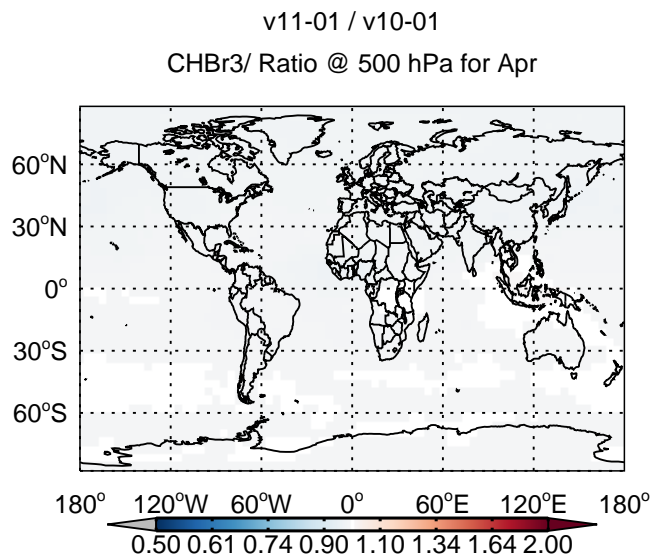 v11-01 / v10-01
CHBr3/ Ratio @ 500 hPa for Apr
60°N
30°N
0°
30°S
60°S
180° 120°W 60°W 0° 60°E 120°E 180°
0.50 0.61 0.74 0.90 1.10 1.34 1.64 2.00